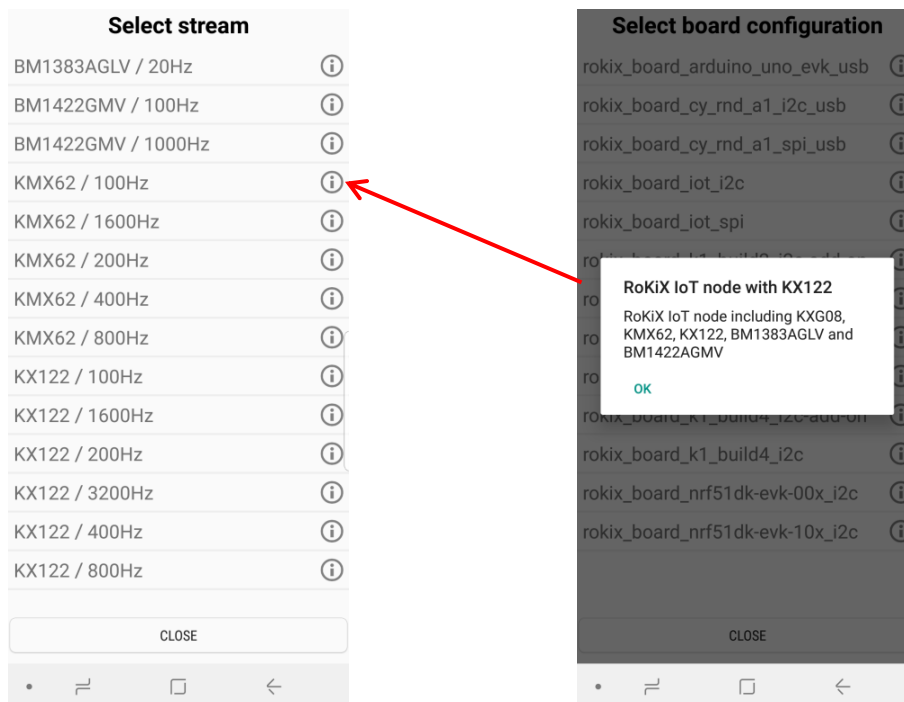 Select stream
BM1383AGLV / 20Hz
BM1422GMV / 100Hz
BM1422GMV / 1000Hz
KMX62 / 100Hz
KMX62 / 1600Hz
KMX62 / 200Hz
KMX62 / 400Hz
KMX62 / 800Hz
KX122 / 100Hz
KX122 / 1600Hz
KX122 / 200Hz
KX122 / 3200Hz
KX122 / 400Hz
KX122 / 800Hz
CLOSE
Select board configuration
rokix_board_arduino_uno_evk_usb
rokix_board_cy_rnd_a1_i2c_usb
rokix_board_cy_rnd_a1_spi_usb
rokix_board_iot_i2c
rokix_board_iot_spi
RoKiX IoT node with KX122
RoKiX IoT node including KXG08,
KMX62, KX122, BM1383AGLV and
BM1422AGMV
OK
rokix_board_k1_build4_i2c-add-on
rokix_board_k1_build4_i2c
rokix_board_nrf51dk-evk-00x_i2c
rokix_board_nrf51dk-evk-10x_i2c
CLOSE